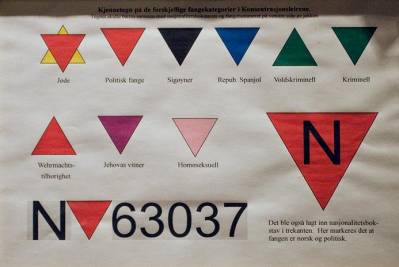 Kjennetegn på de forskjellige fangekategorier i Konsentrasjonsleirene.
Jøde
Politisk fange
Sigøyner
Repub. Spanjol
Voldskriminell
Kriminell
Wehrmachts-
tilhørighet
Jehovas vitner
Homoseksuell
N
N 63037
Det ble også lagt inn nasjonalitetsbok-
stav i trekanten. Her markeres det at
fangen er norsk og politisk.